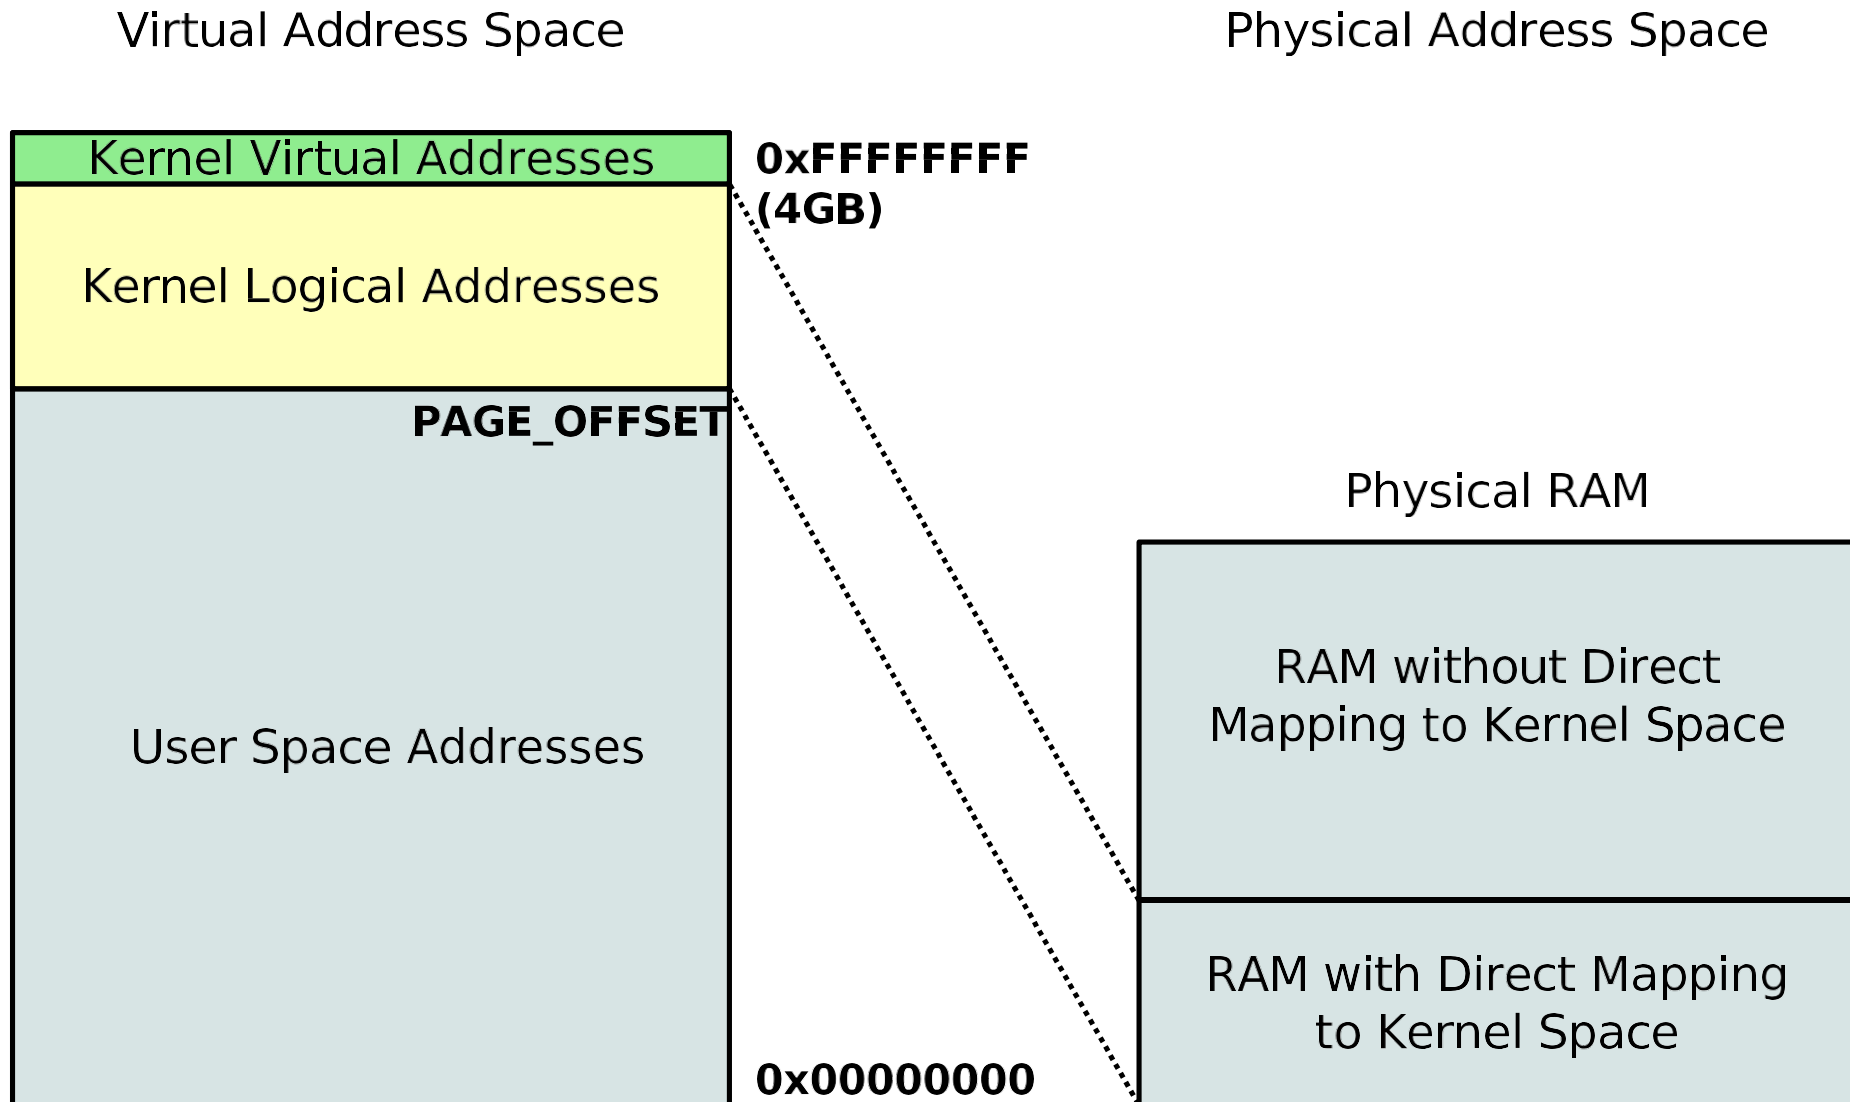 Virtual Address Space
Physical Address Space
Kernel Virtual Addresses
0xFFFFFFFF
(4GB)
Kernel Logical Addresses
PAGE_OFFSET
Physical RAM
User Space Addresses
RAM without Direct
Mapping to Kernel Space
RAM with Direct Mapping
to Kernel Space
0x00000000